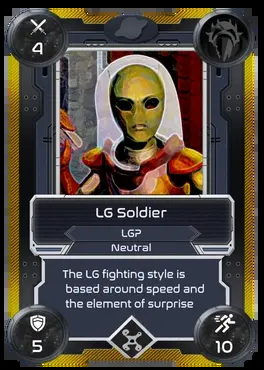 4
LG Soldier
LGP
Neutral
The LG fighting style is
based around speed and
the element of surprise
5
10